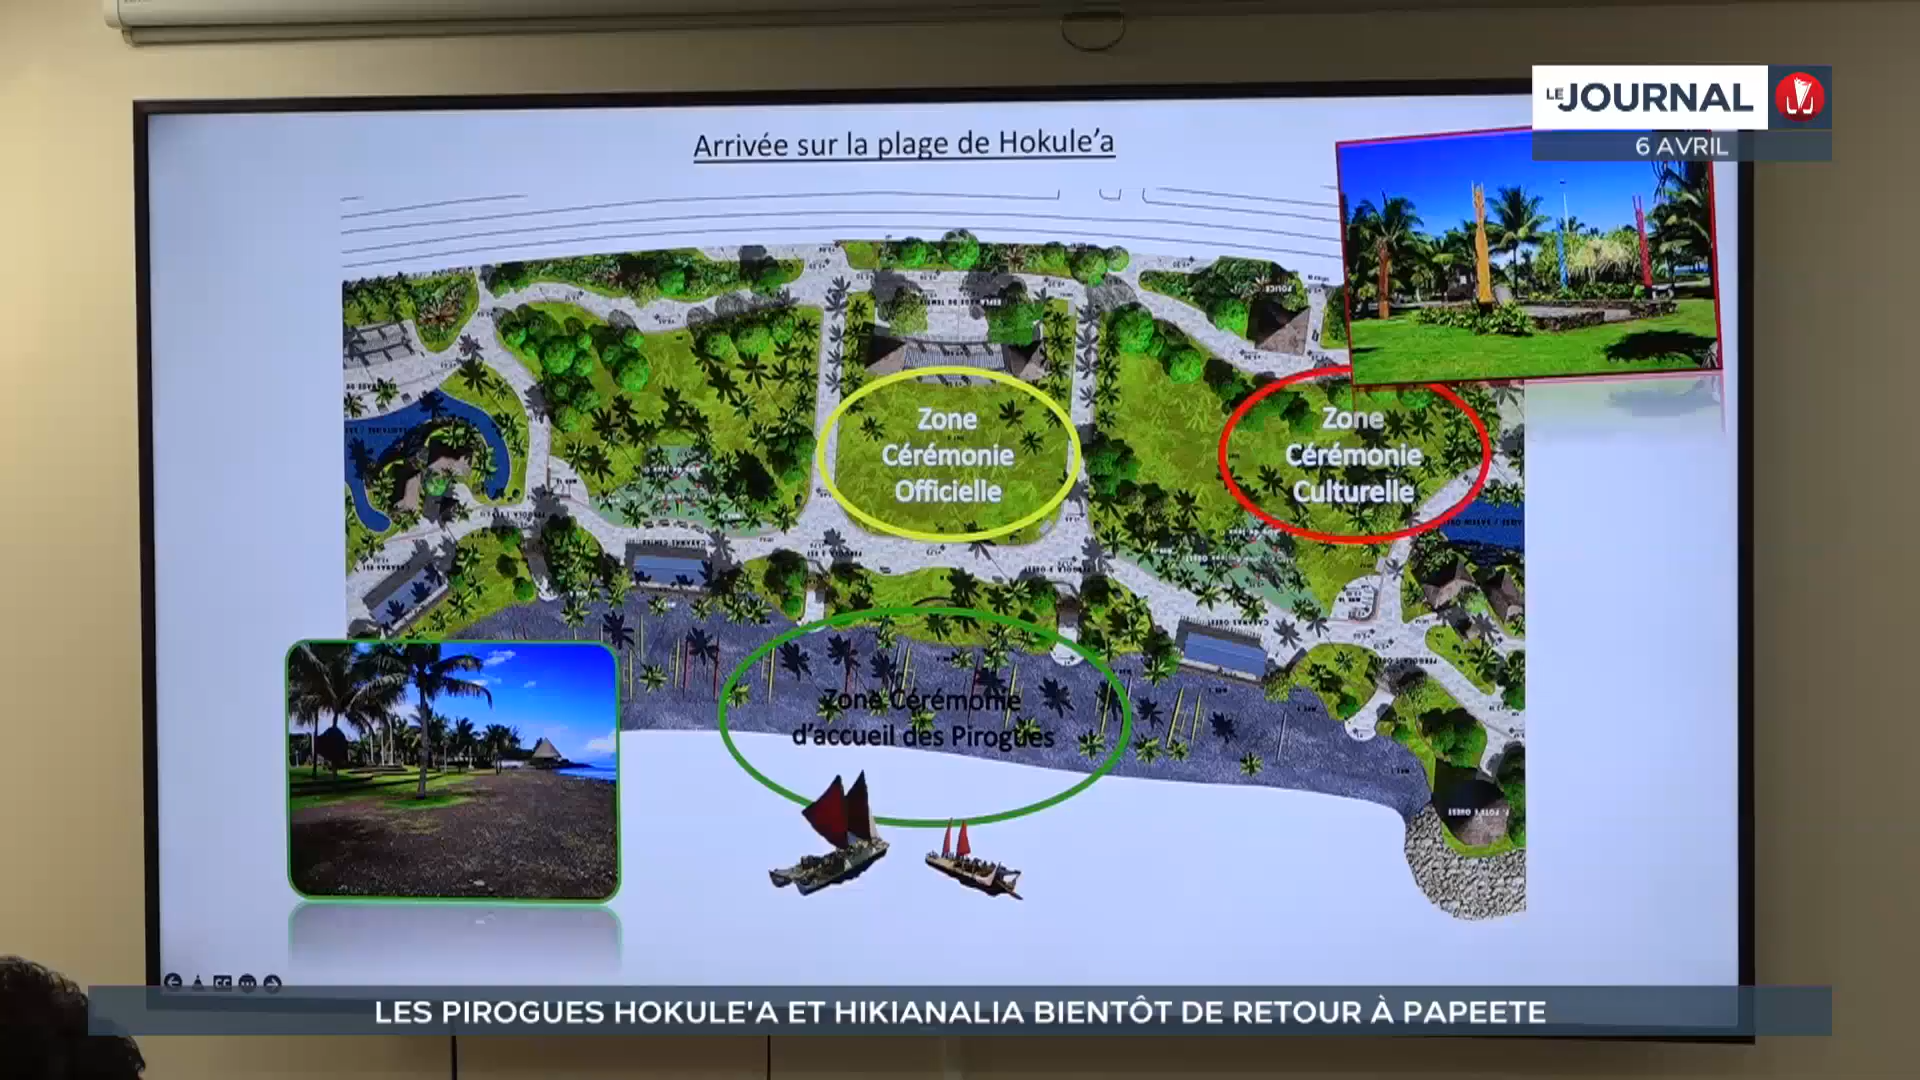 LE JOURNAL
6 AVRIL
Arrivée sur la plage de Hokule'a
Zone
Cérémonie
Officielle
Zone
Cérémonie
Culturelle
Zone Cérémonie
d'accueil des Pirogues
LES PIROGUES HOKULE'A ET HIKIANALIA BIENTÔT DE RETOUR À PAPEETE